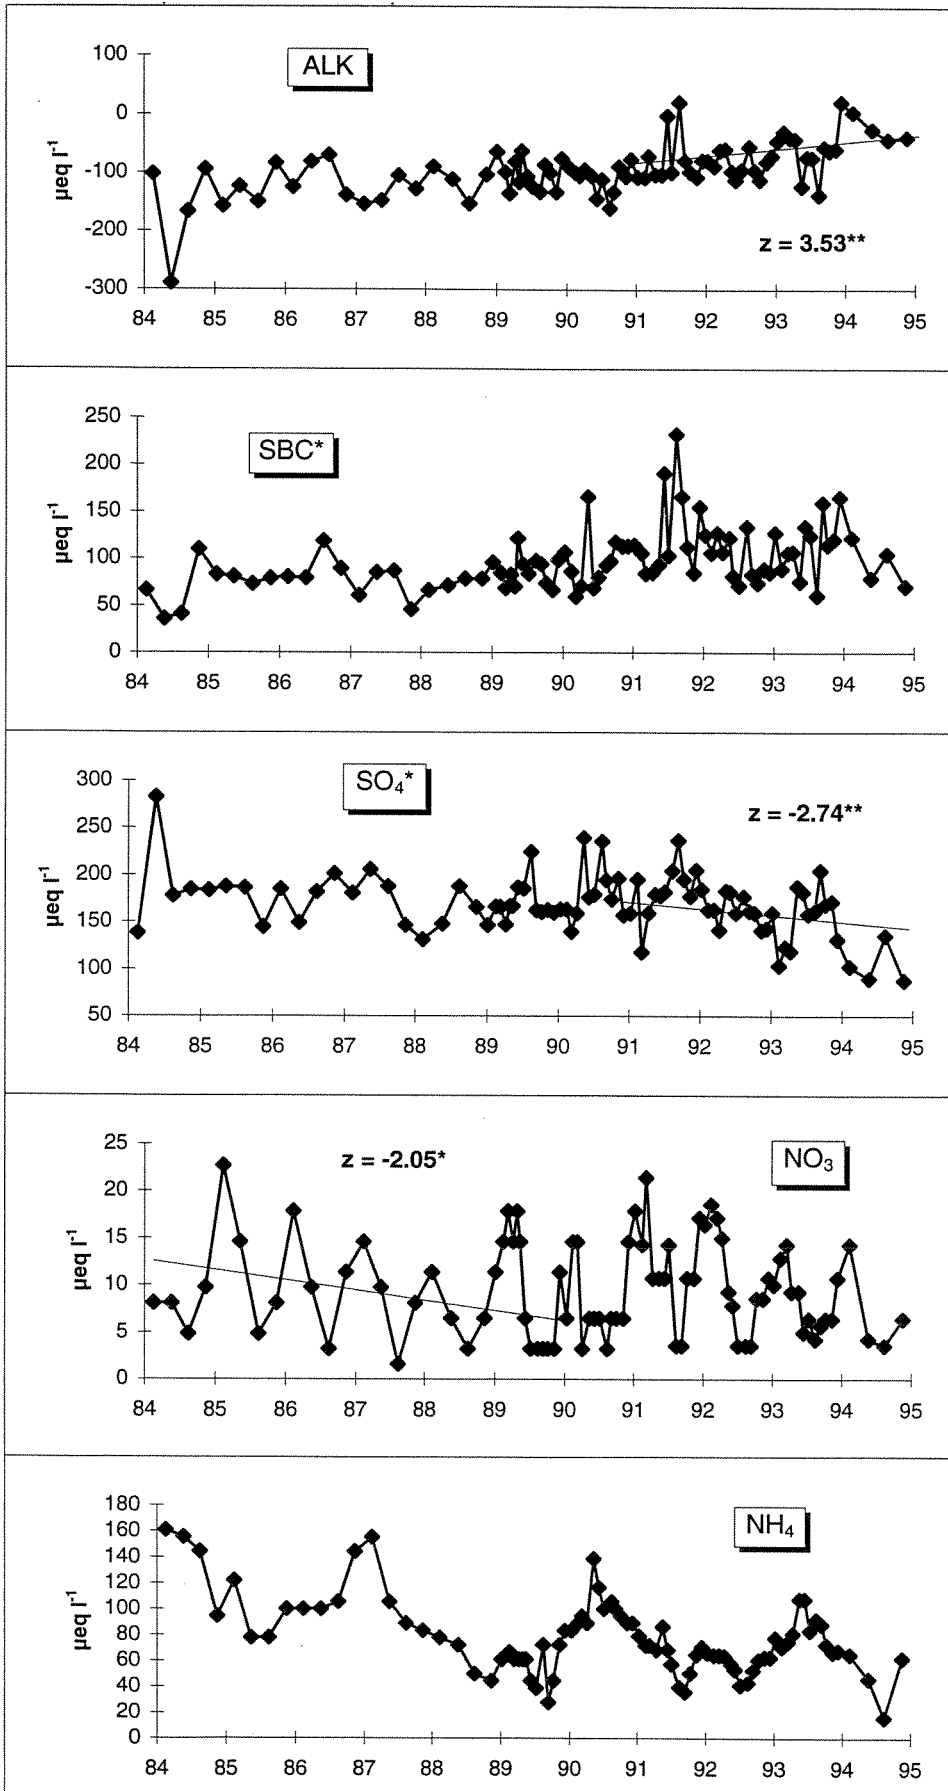 ALK
100
0
-100
-200
-300
µeq l⁻¹
z = 3.53**
84 85 86 87 88 89 90 91 92 93 94 95
SBC*
250
200
150
100
50
0
µeq l⁻¹
84 85 86 87 88 89 90 91 92 93 94 95
SO₄*
300
250
200
150
100
50
µeq l⁻¹
z = -2.74**
84 85 86 87 88 89 90 91 92 93 94 95
NO₃
25
20
15
10
5
0
µeq l⁻¹
z = -2.05*
84 85 86 87 88 89 90 91 92 93 94 95
NH₄
180
160
140
120
100
80
60
40
20
0
µeq l⁻¹
84 85 86 87 88 89 90 91 92 93 94 95